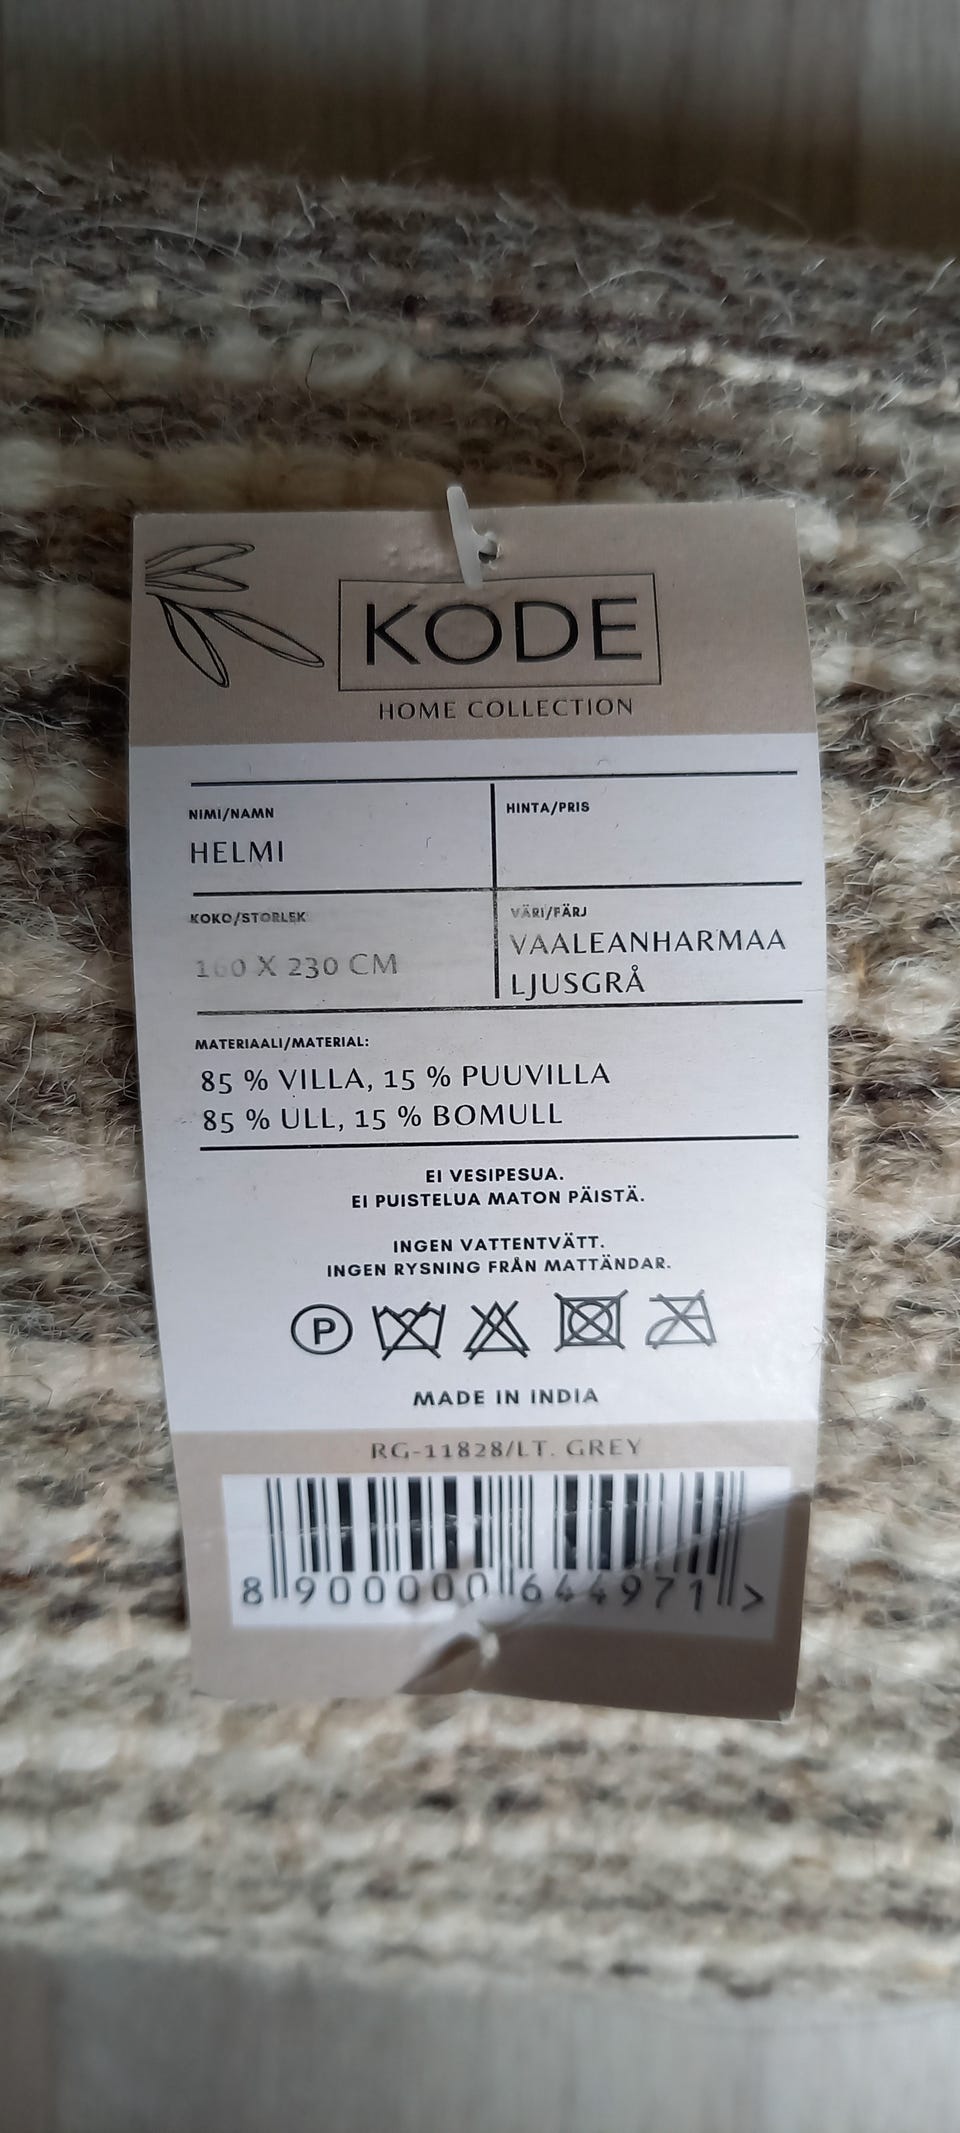 KODE
HOME COLLECTION
NIMI/NAMN
HELMI
HINTA/PRIS
KOKO/STORLEK
160 X 230 CM
VÄRI/FÄRJ
VAALEANHARMAA
LJUSGRÅ
MATERIAALI/MATERIAL:
85 % VILLA, 15 % PUUVILLA
85 % ULL, 15 % BOMULL
EI VESIPESUA.
EI PUISTELUA MATON PÄISTÄ.
INGEN VATTENTVÄTT.
INGEN RYSNING FRÅN MATTÄNDAR.
P
MADE IN INDIA
RG-11828/LT. GREY
8 900000 644971 >